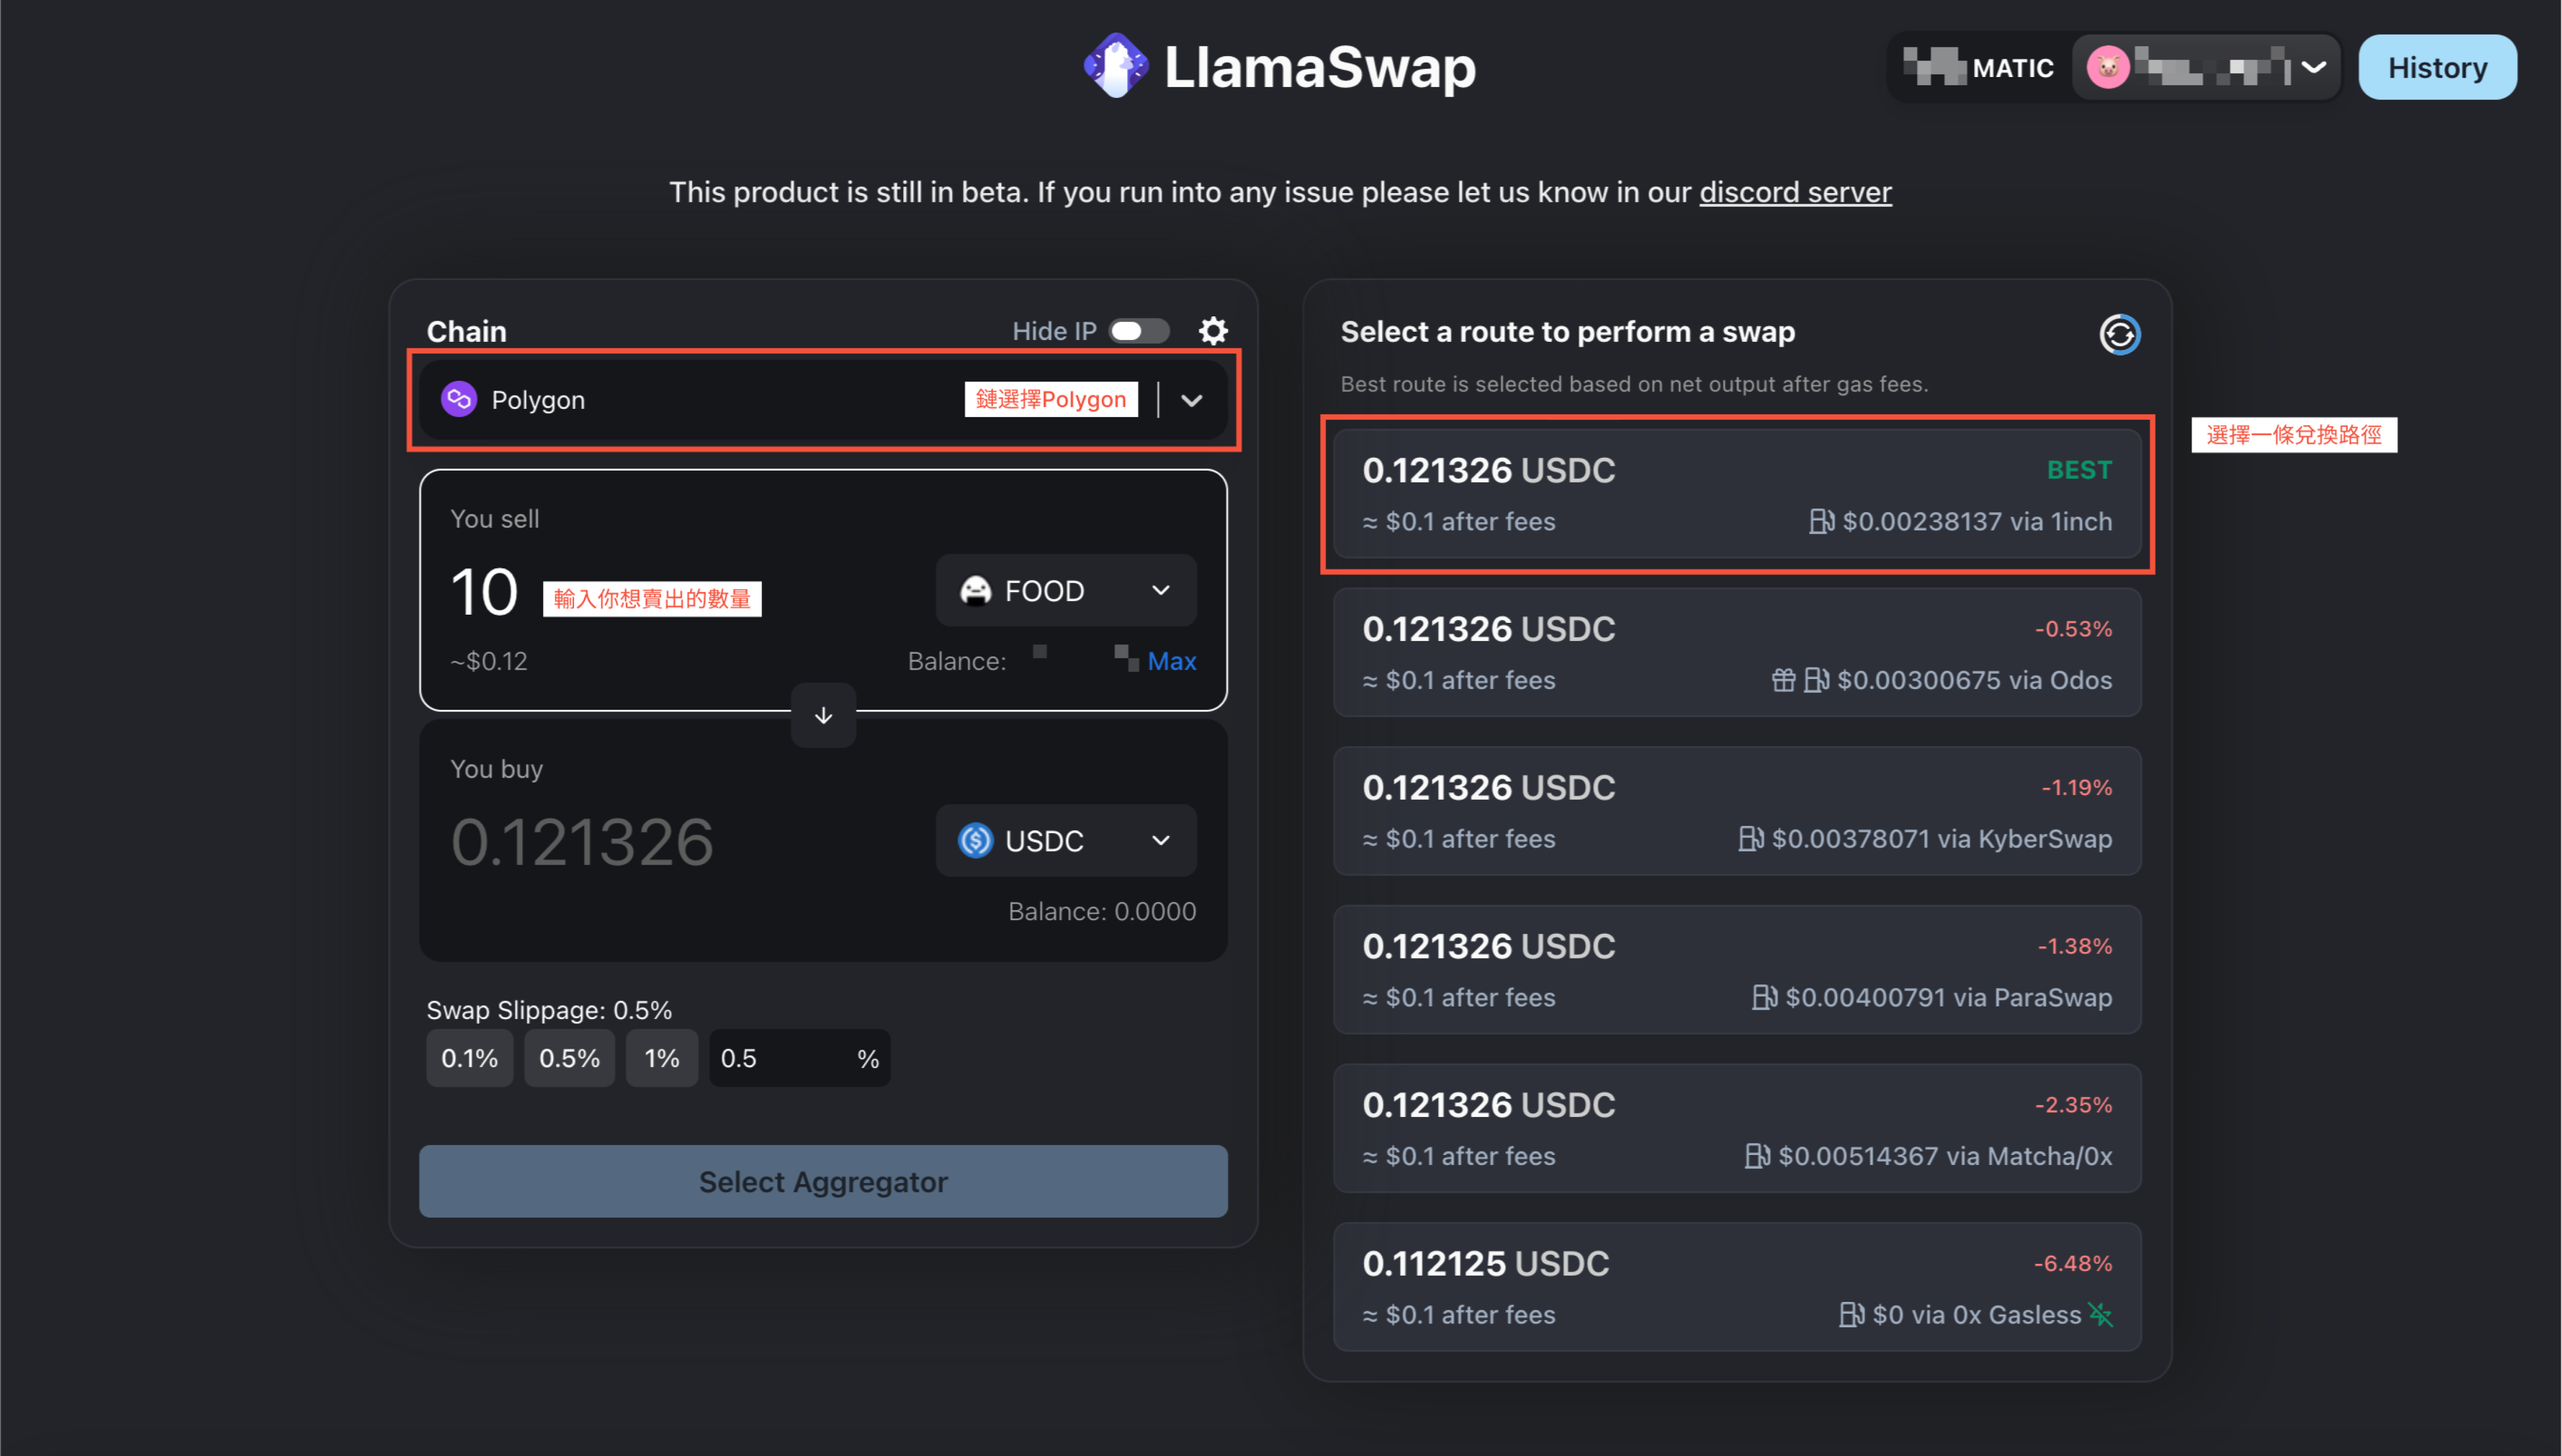 LlamaSwap
MATIC
History
This product is still in beta. If you run into any issue please let us know in our discord server
Chain
Hide IP
Polygon
鏈選擇Polygon
You sell
10
輸入你想賣出的數量
FOOD
~$0.12
Balance:
Max
You buy
0.121326
USDC
Balance: 0.0000
Swap Slippage: 0.5%
0.1%
0.5%
1%
0.5
%
Select Aggregator
Select a route to perform a swap
Best route is selected based on net output after gas fees.
選擇一條兌換路徑
0.121326 USDC
BEST
≈ $0.1 after fees
$0.00238137 via 1inch
0.121326 USDC
-0.53%
≈ $0.1 after fees
$0.00300675 via Odos
0.121326 USDC
-1.19%
≈ $0.1 after fees
$0.00378071 via KyberSwap
0.121326 USDC
-1.38%
≈ $0.1 after fees
$0.00400791 via ParaSwap
0.121326 USDC
-2.35%
≈ $0.1 after fees
$0.00514367 via Matcha/0x
0.112125 USDC
-6.48%
≈ $0.1 after fees
$0 via 0x Gasless